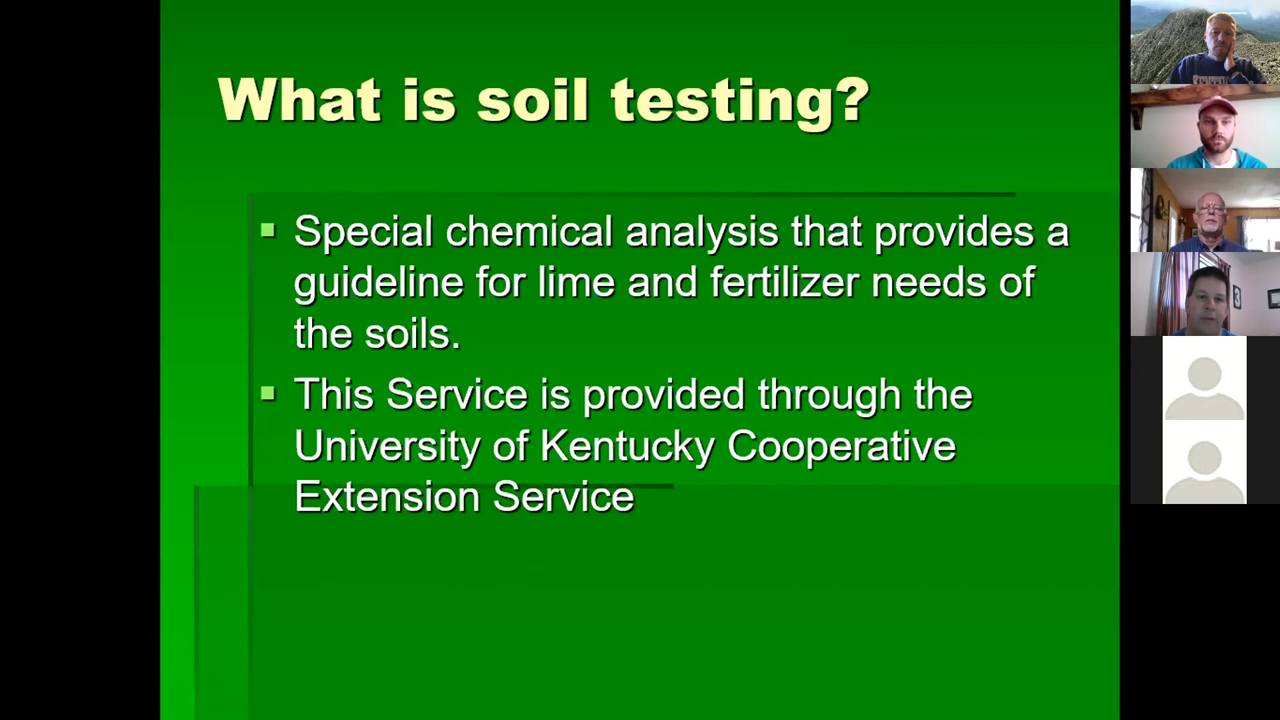 What is soil testing?
Special chemical analysis that provides a
guideline for lime and fertilizer needs of
the soils.
This Service is provided through the
University of Kentucky Cooperative
Extension Service